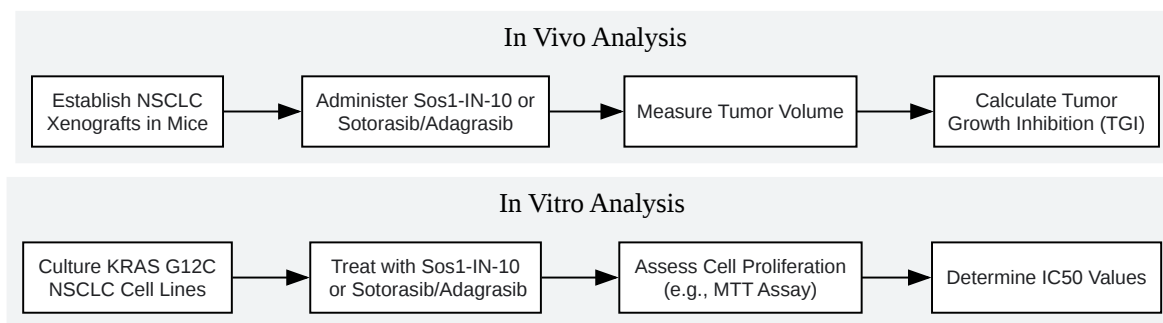 In Vivo Analysis
Establish NSCLC
Xenografts in Mice
Administer Sos1-IN-10 or
Sotorasib/Adagrasib
Measure Tumor Volume
Calculate Tumor
Growth Inhibition (TGI)
In Vitro Analysis
Culture KRAS G12C
NSCLC Cell Lines
Treat with Sos1-IN-10
or Sotorasib/Adagrasib
Assess Cell Proliferation
(e.g., MTT Assay)
Determine IC50 Values